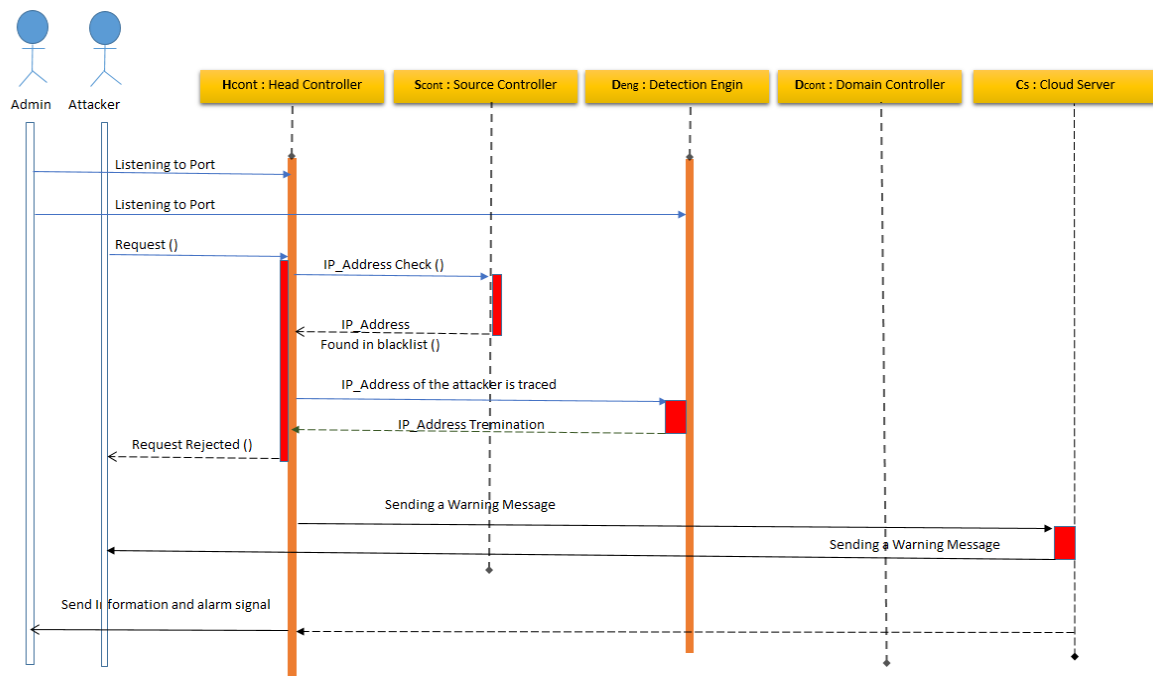 Admin
Attacker
Hcont : Head Controller
Scont : Source Controller
Deng : Detection Engin
Dcont : Domain Controller
Cs : Cloud Server
Listening to Port
Listening to Port
Request ()
IP_Address Check ()
IP_Address
Found in blacklist ()
IP_Address of the attacker is traced
IP_Address Tremination
Request Rejected ()
Sending a Warning Message
Sending a Warning Message
Send Information and alarm signal